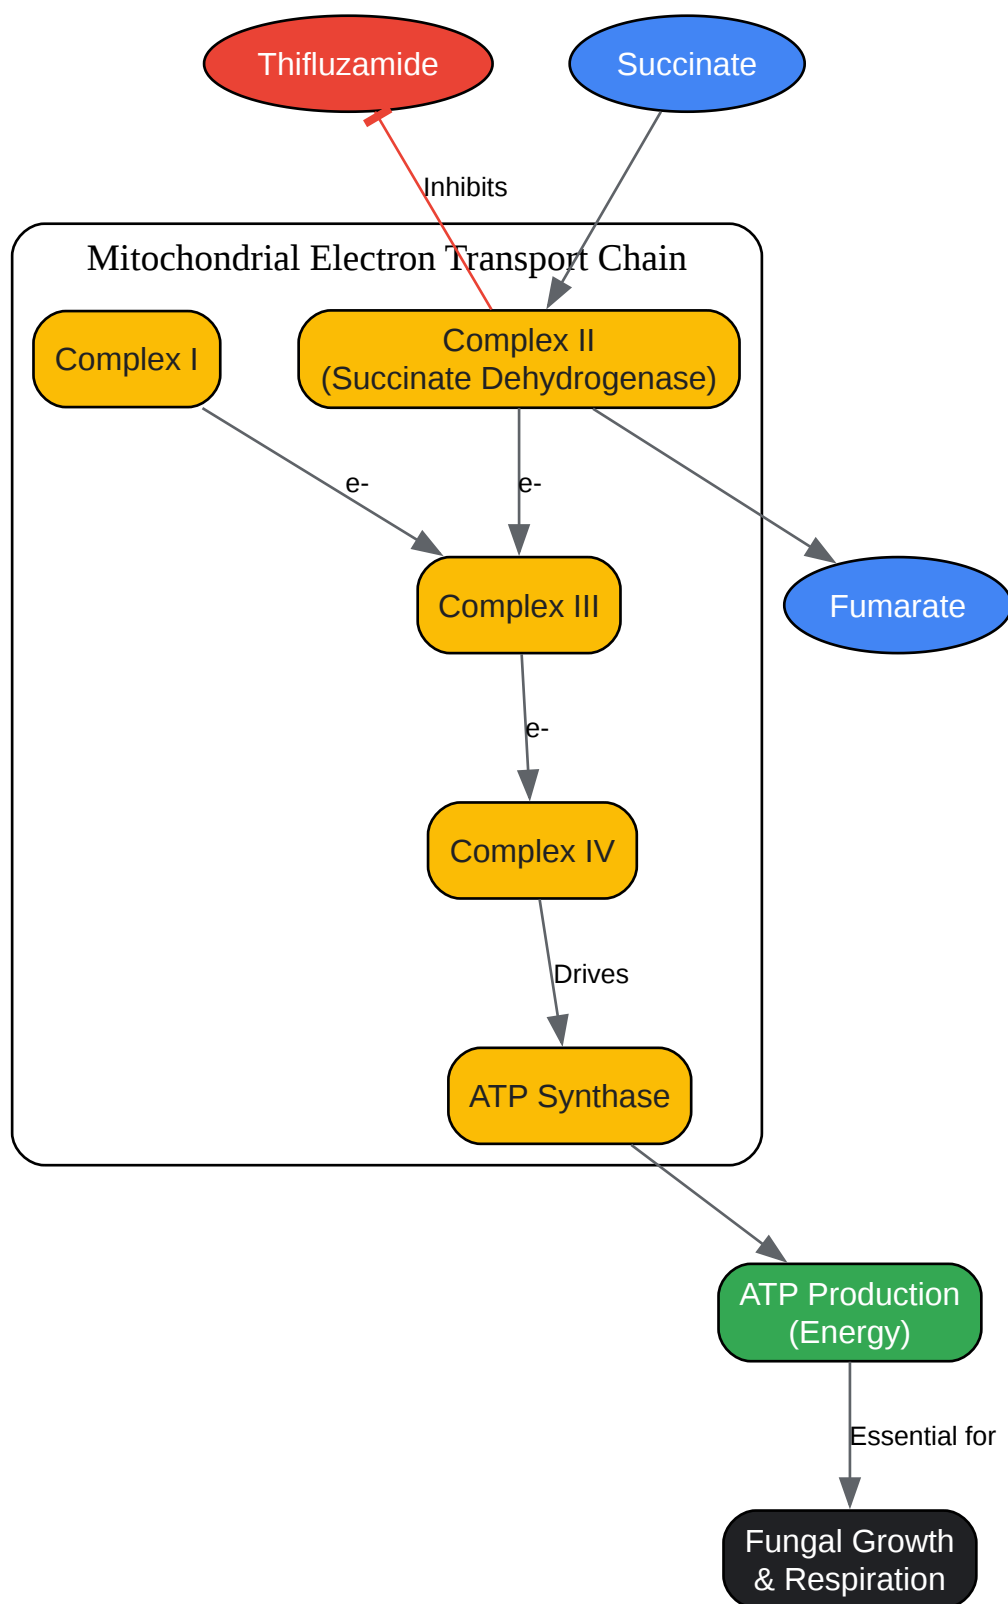 Thifluzamide
Succinate
Inhibits
Mitochondrial Electron Transport Chain
Complex I
Complex II
(Succinate Dehydrogenase)
e-
e-
Complex III
Fumarate
e-
Complex IV
Drives
ATP Synthase
ATP Production
(Energy)
Essential for
Fungal Growth
& Respiration